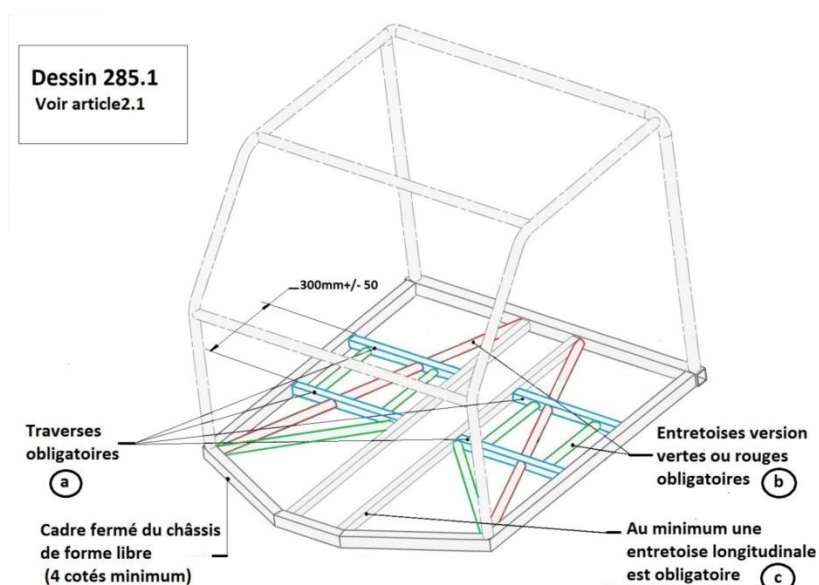 Dessin 285.1
Voir article2.1
300mm+/- 50
Traverses
obligatoires
a
Cadre fermé du châssis
de forme libre
(4 cotés minimum)
Entretoises version
vertes ou rouges
obligatoires
b
Au minimum une
entretoise longitudinale
est obligatoire
c